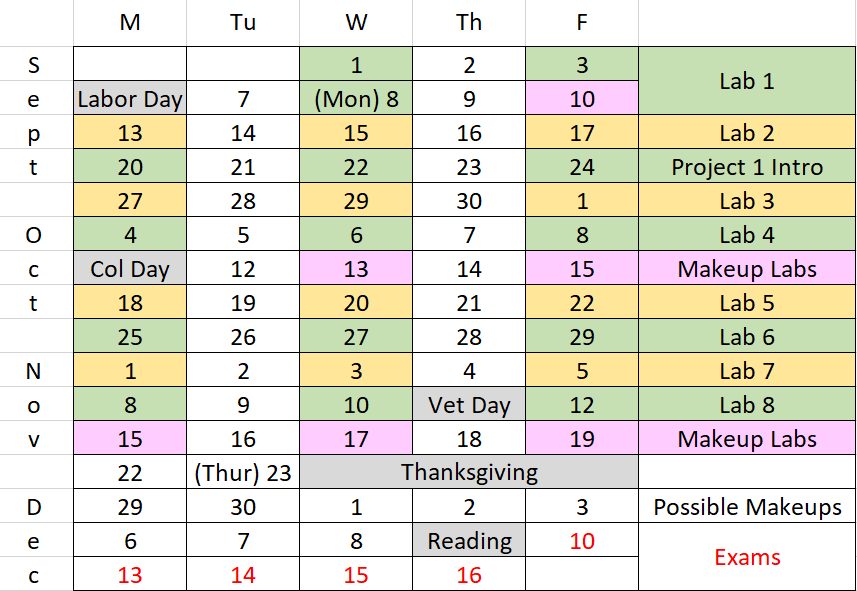 M Tu W Th F
S 1 2 3 Lab 1
e Labor Day 7 (Mon) 8 9 10
p 13 14 15 16 17 Lab 2
t 20 21 22 23 24 Project 1 Intro
27 28 29 30 1 Lab 3
O 4 5 6 7 8 Lab 4
c Col Day 12 13 14 15 Makeup Labs
t 18 19 20 21 22 Lab 5
25 26 27 28 29 Lab 6
N 1 2 3 4 5 Lab 7
o 8 9 10 Vet Day 12 Lab 8
v 15 16 17 18 19 Makeup Labs
22 (Thur) 23 Thanksgiving
D 29 30 1 2 3 Possible Makeups
e 6 7 8 Reading 10 Exams
c 13 14 15 16